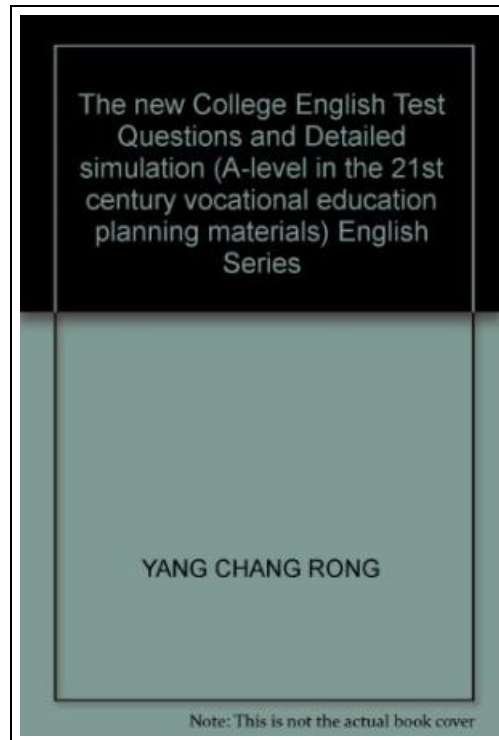 The new College English Test
Questions and Detailed
simulation (A-level in the 21st
century vocational education
planning materials) English
Series
YANG CHANG RONG
Note: This is not the actual book cover